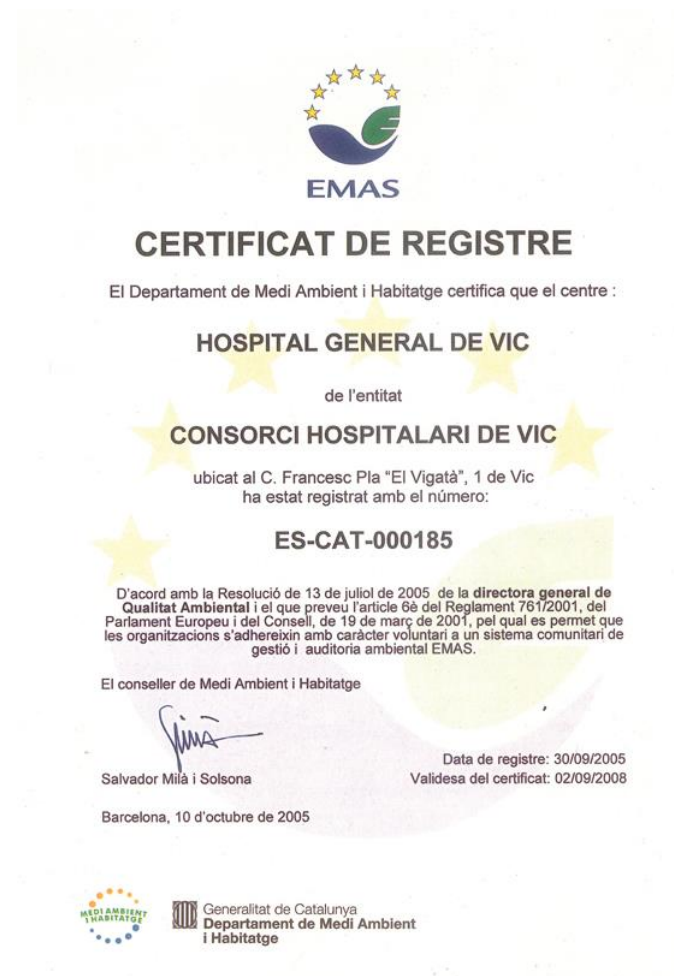 EMAS
CERTIFICAT DE REGISTRE
El Departament de Medi Ambient i Habitatge certifica que el centre :
HOSPITAL GENERAL DE VIC
de l'entitat
CONSORCI HOSPITALARI DE VIC
ubicat al C. Francesc Pla “El Vigatà”, 1 de Vic
ha estat registrat amb el número:
ES-CAT-000185
D'acord amb la Resolució de 13 de juliol de 2005 de la directora general de
Qualitat Ambiental i el que preveu l'article 6è del Reglament 761/2001, del
Parlament Europeu i del Consell, de 19 de març de 2001, pel qual es permet que
les organitzacions s'adhereixin amb caràcter voluntari a un sistema comunitari de
gestió i auditoria ambiental EMAS.
El conseller de Medi Ambient i Habitatge
Salvador Milà i Solsona
Data de registre: 30/09/2005
Validesa del certificat: 02/09/2008
Barcelona, 10 d'octubre de 2005
MEDI AMBIENT
I HABITATGE
Generalitat de Catalunya
Departament de Medi Ambient
i Habitatge